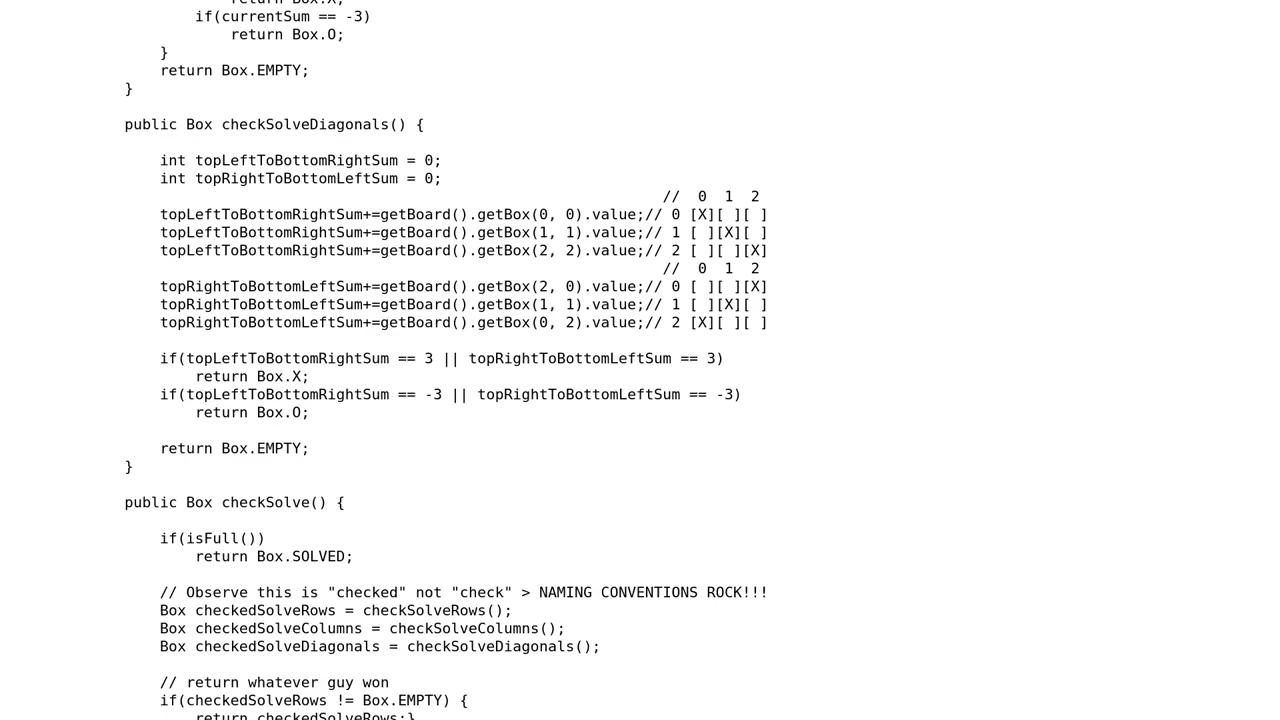 return Box.X;
if(currentSum == -3)
return Box.O;
}
return Box.EMPTY;
}
public Box checkSolveDiagonals() {
int topLeftToBottomRightSum = 0;
int topRightToBottomLeftSum = 0;
//  0  1  2
topLeftToBottomRightSum+=getBoard().getBox(0, 0).value;// 0 [X][ ][ ]
topLeftToBottomRightSum+=getBoard().getBox(1, 1).value;// 1 [ ][X][ ]
topLeftToBottomRightSum+=getBoard().getBox(2, 2).value;// 2 [ ][ ][X]
//  0  1  2
topRightToBottomLeftSum+=getBoard().getBox(2, 0).value;// 0 [ ][ ][X]
topRightToBottomLeftSum+=getBoard().getBox(1, 1).value;// 1 [ ][X][ ]
topRightToBottomLeftSum+=getBoard().getBox(0, 2).value;// 2 [X][ ][ ]
if(topLeftToBottomRightSum == 3 || topRightToBottomLeftSum == 3)
return Box.X;
if(topLeftToBottomRightSum == -3 || topRightToBottomLeftSum == -3)
return Box.O;
return Box.EMPTY;
}
public Box checkSolve() {
if(isFull())
return Box.SOLVED;
// Observe this is "checked" not "check" > NAMING CONVENTIONS ROCK!!!
Box checkedSolveRows = checkSolveRows();
Box checkedSolveColumns = checkSolveColumns();
Box checkedSolveDiagonals = checkSolveDiagonals();
// return whatever guy won
if(checkedSolveRows != Box.EMPTY) {
return checkedSolveRows;}